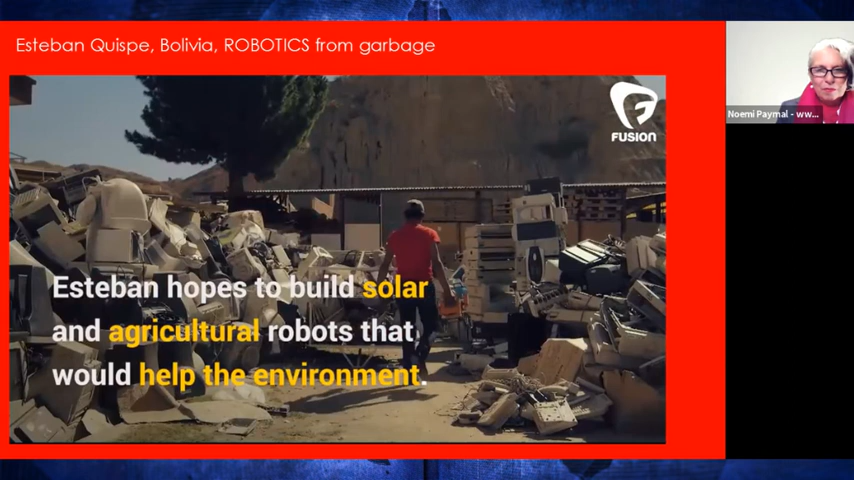 Esteban Quispe, Bolivia, ROBOTICS from garbage
FUSION
Noemi Paymal - ww...
Esteban hopes to build solar
and agricultural robots that
would help the environment.